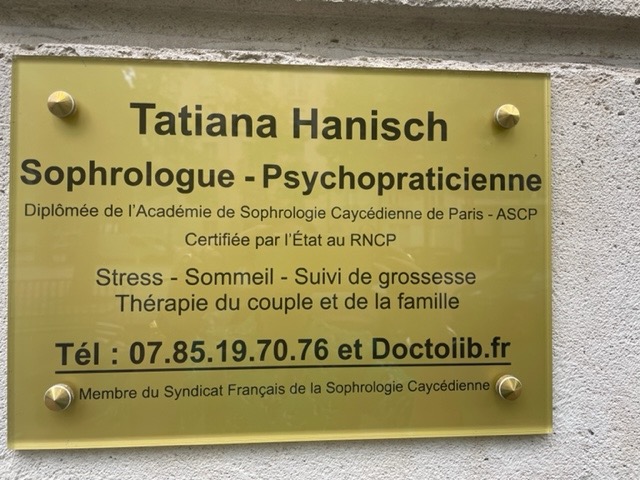 Tatiana Hanisch
Sophrologue - Psychopraticienne
Diplômée de l'Académie de Sophrologie Caycédienne de Paris - ASCP
Certifiée par l'État au RNCP
Stress - Sommeil - Suivi de grossesse
Thérapie du couple et de la famille
Tél : 07.85.19.70.76 et Doctolib.fr
Membre du Syndicat Français de la Sophrologie Caycédienne